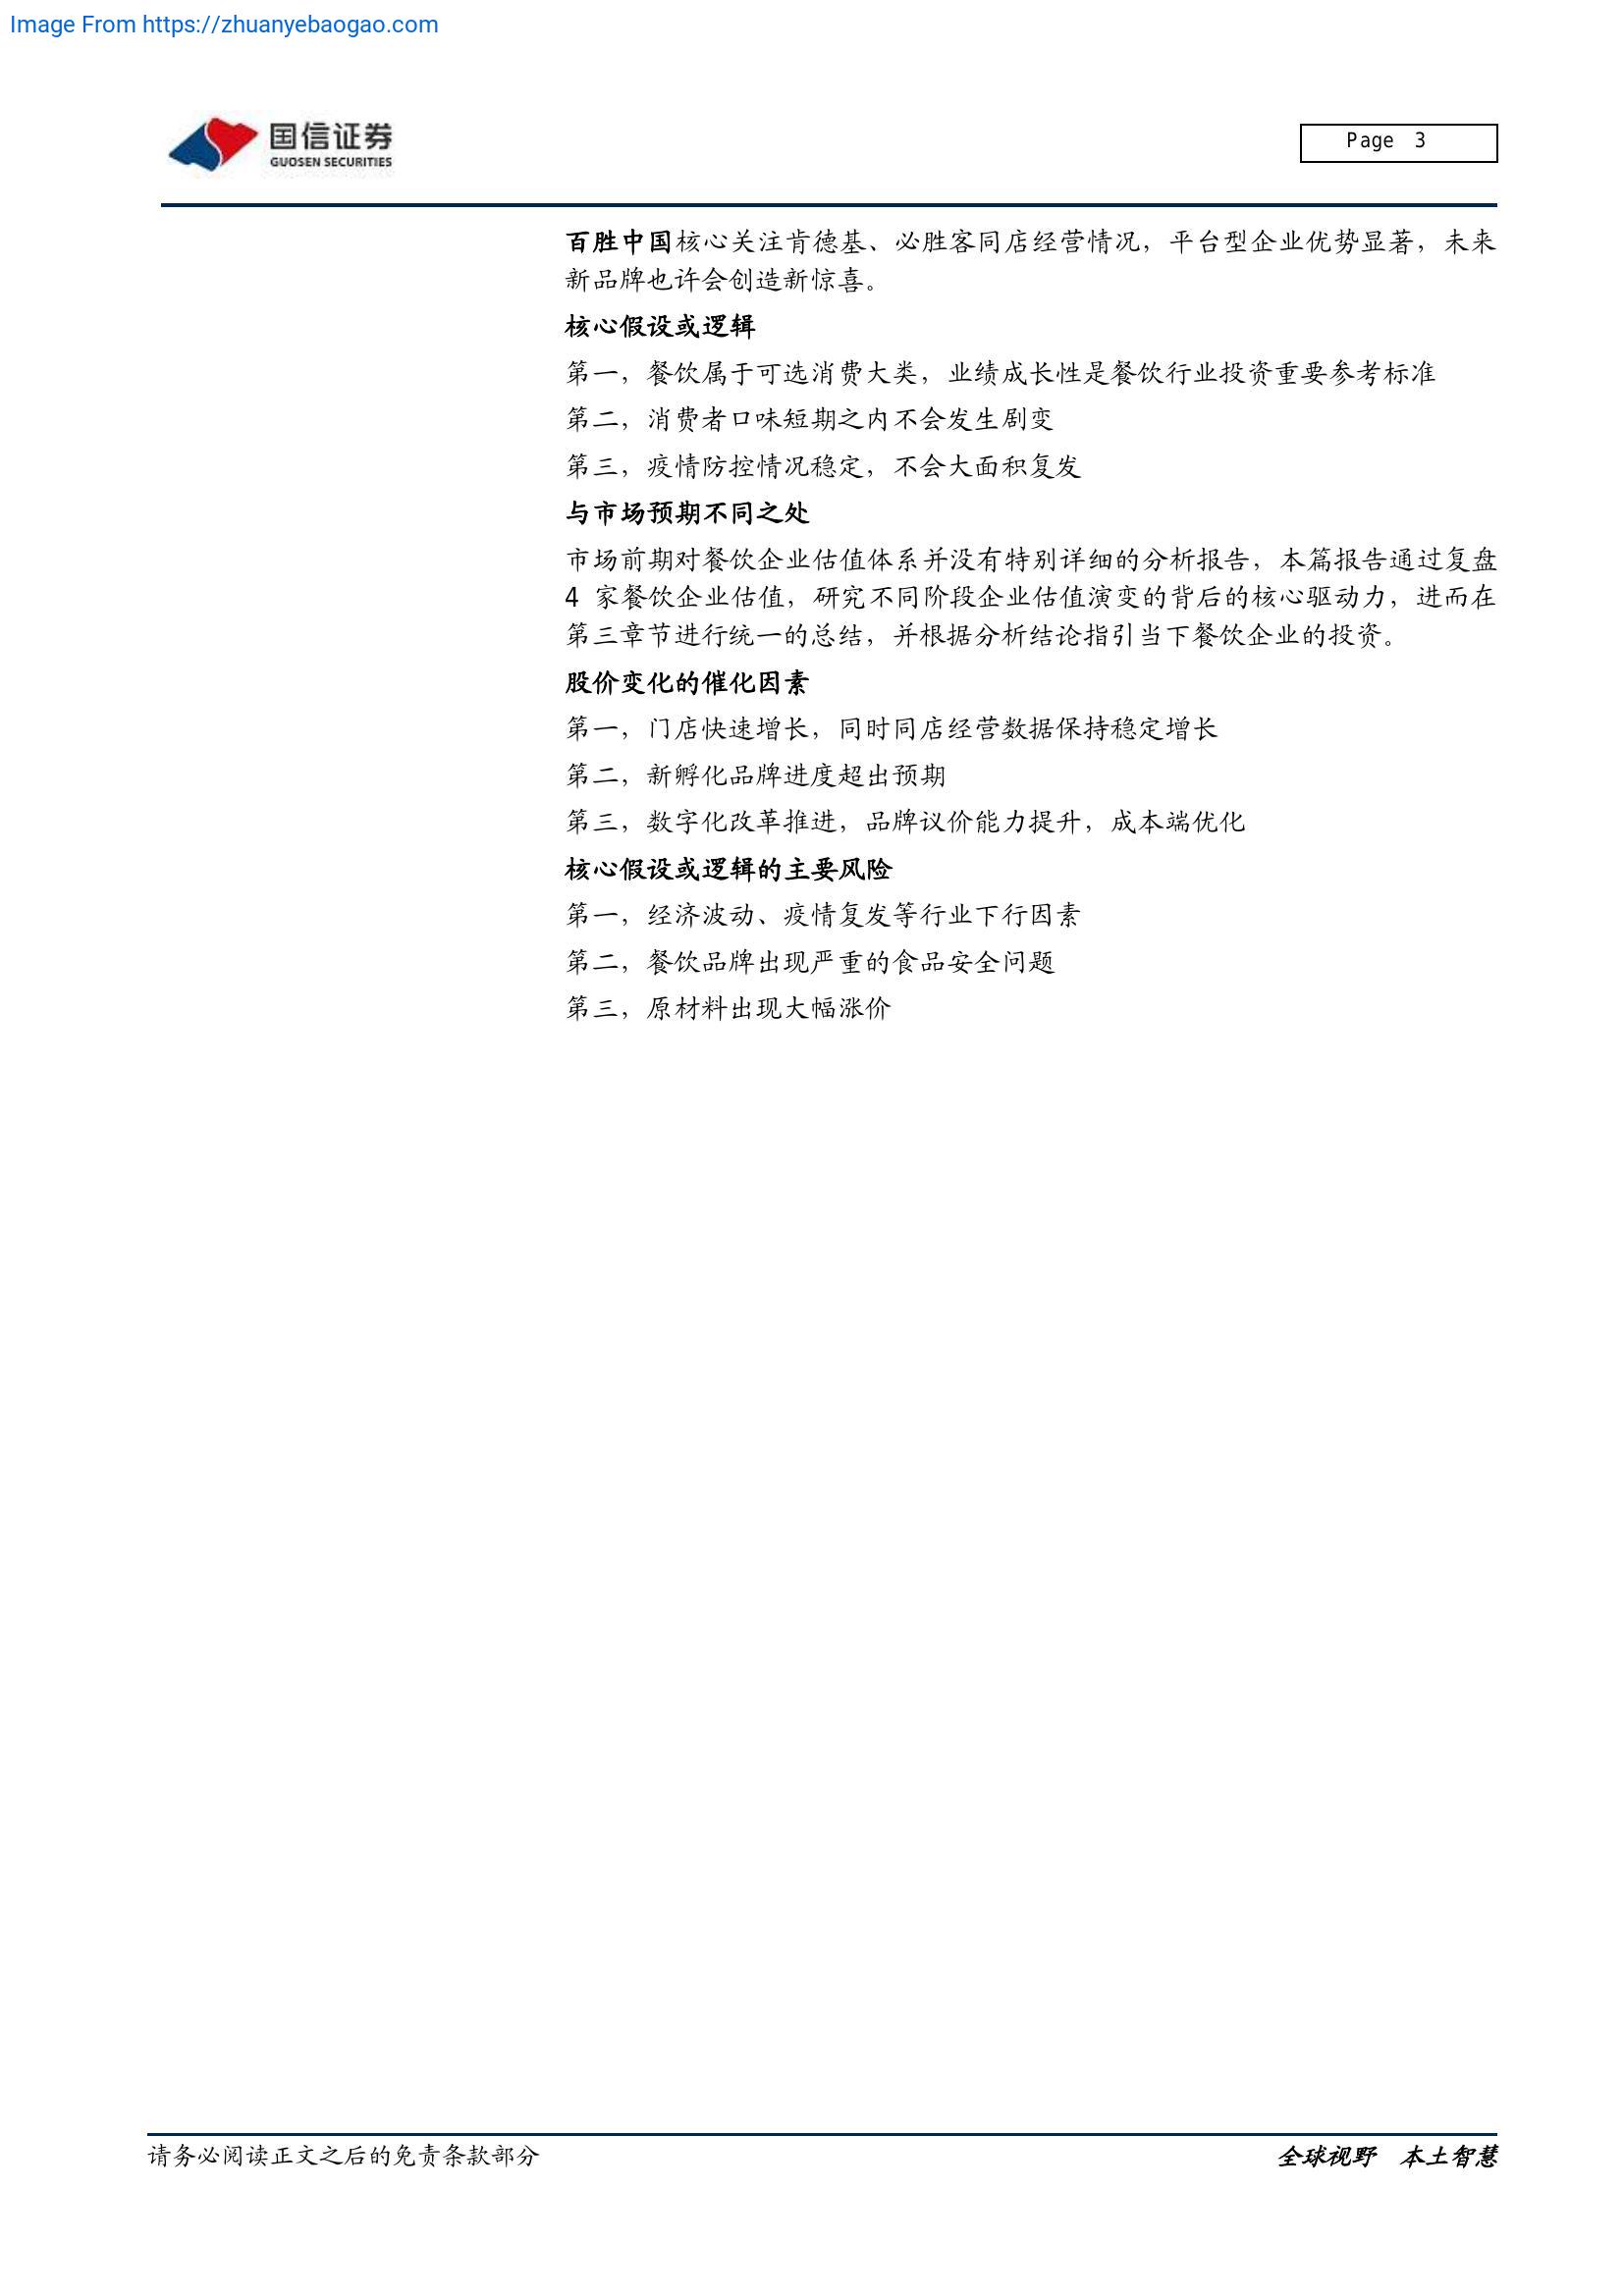 Image From https://zhuanyebaogao.com
国信证券
GUOSEN SECURITIES
Page 3
百胜中国核心关注肯德基、必胜客同店经营情况，平台型企业优势显著，未来
新品牌也许会创造新惊喜。
核心假设或逻辑
第一，餐饮属于可选消费大类，业绩成长性是餐饮行业投资重要参考标准
第二，消费者口味短期之内不会发生剧变
第三，疫情防控情况稳定，不会大面积复发
与市场预期不同之处
市场前期对餐饮企业估值体系并没有特别详细的分析报告，本篇报告通过复盘
4 家餐饮企业估值，研究不同阶段企业估值演变的背后的核心驱动力，进而在
第三章节进行统一的总结，并根据分析结论指引当下餐饮企业的投资。
股价变化的催化因素
第一，门店快速增长，同时同店经营数据保持稳定增长
第二，新孵化品牌进度超出预期
第三，数字化改革推进，品牌议价能力提升，成本端优化
核心假设或逻辑的主要风险
第一，经济波动、疫情复发等行业下行因素
第二，餐饮品牌出现严重的食品安全问题
第三，原材料出现大幅涨价
请务必阅读正文之后的免责条款部分
全球视野 本土智慧